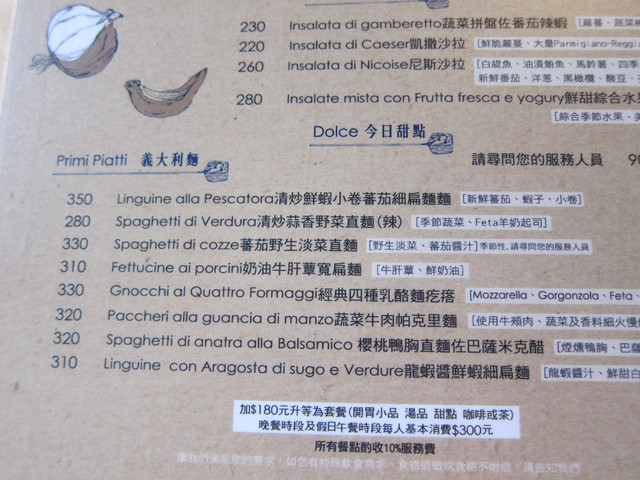 230 Insalata di gamberetto蔬菜拼盤佐番茄辣蝦
220 Insalata di Caeser凱撒沙拉 [鮮脆蘿蔓、大量Parmigiano-Reggi
260 Insalata di Nicoise尼斯沙拉 [白緹魚、油漬鮪魚、馬鈴薯、四季
新鮮番茄、洋蔥、黑橄欖、酸豆、
280 Insalate mista con Frutta fresca e yogury鮮甜綜合水果
[綜合季節水果、
Dolce 今日甜點
Primi Piatti 義大利麵
請尋問您的服務人員 90
350 Linguine alla Pescatora清炒鮮蝦小卷蕃茄細扁麵麵 [新鮮蕃茄、蝦子、小卷]
280 Spaghetti di Verdura清炒蒜香野菜直麵(辣) [季節蔬菜、Feta羊奶起司]
330 Spaghetti di cozze蕃茄野生淡菜直麵 [野生淡菜、蕃茄醬汁]季節性,請尋問您的服務人員
310 Fettucine ai porcini奶油牛肝蕈寬扁麵 [牛肝蕈、鮮奶油]
330 Gnocchi al Quattro Formaggi經典四種乳酪麵疙瘩 [Mozzarella、Gorgonzola、Feta
320 Paccheri alla guancia di manzo蔬菜牛肉帕克里麵 [使用牛頰肉、蔬菜及香料細火慢
320 Spaghetti di anatra alla Balsamico 櫻桃鴨胸直麵佐巴薩米克醋 [煙燻鴨胸、巴薩
310 Linguine con Aragosta di sugo e Verdure龍蝦醬鮮蝦細扁麵 [龍蝦醬汁、鮮甜白
加$180元升等為套餐(開胃小品 湯品 甜點 咖啡或茶)
晚餐時段及假日午餐時段每人基本消費$300元
所有餐點酌收10%服務費